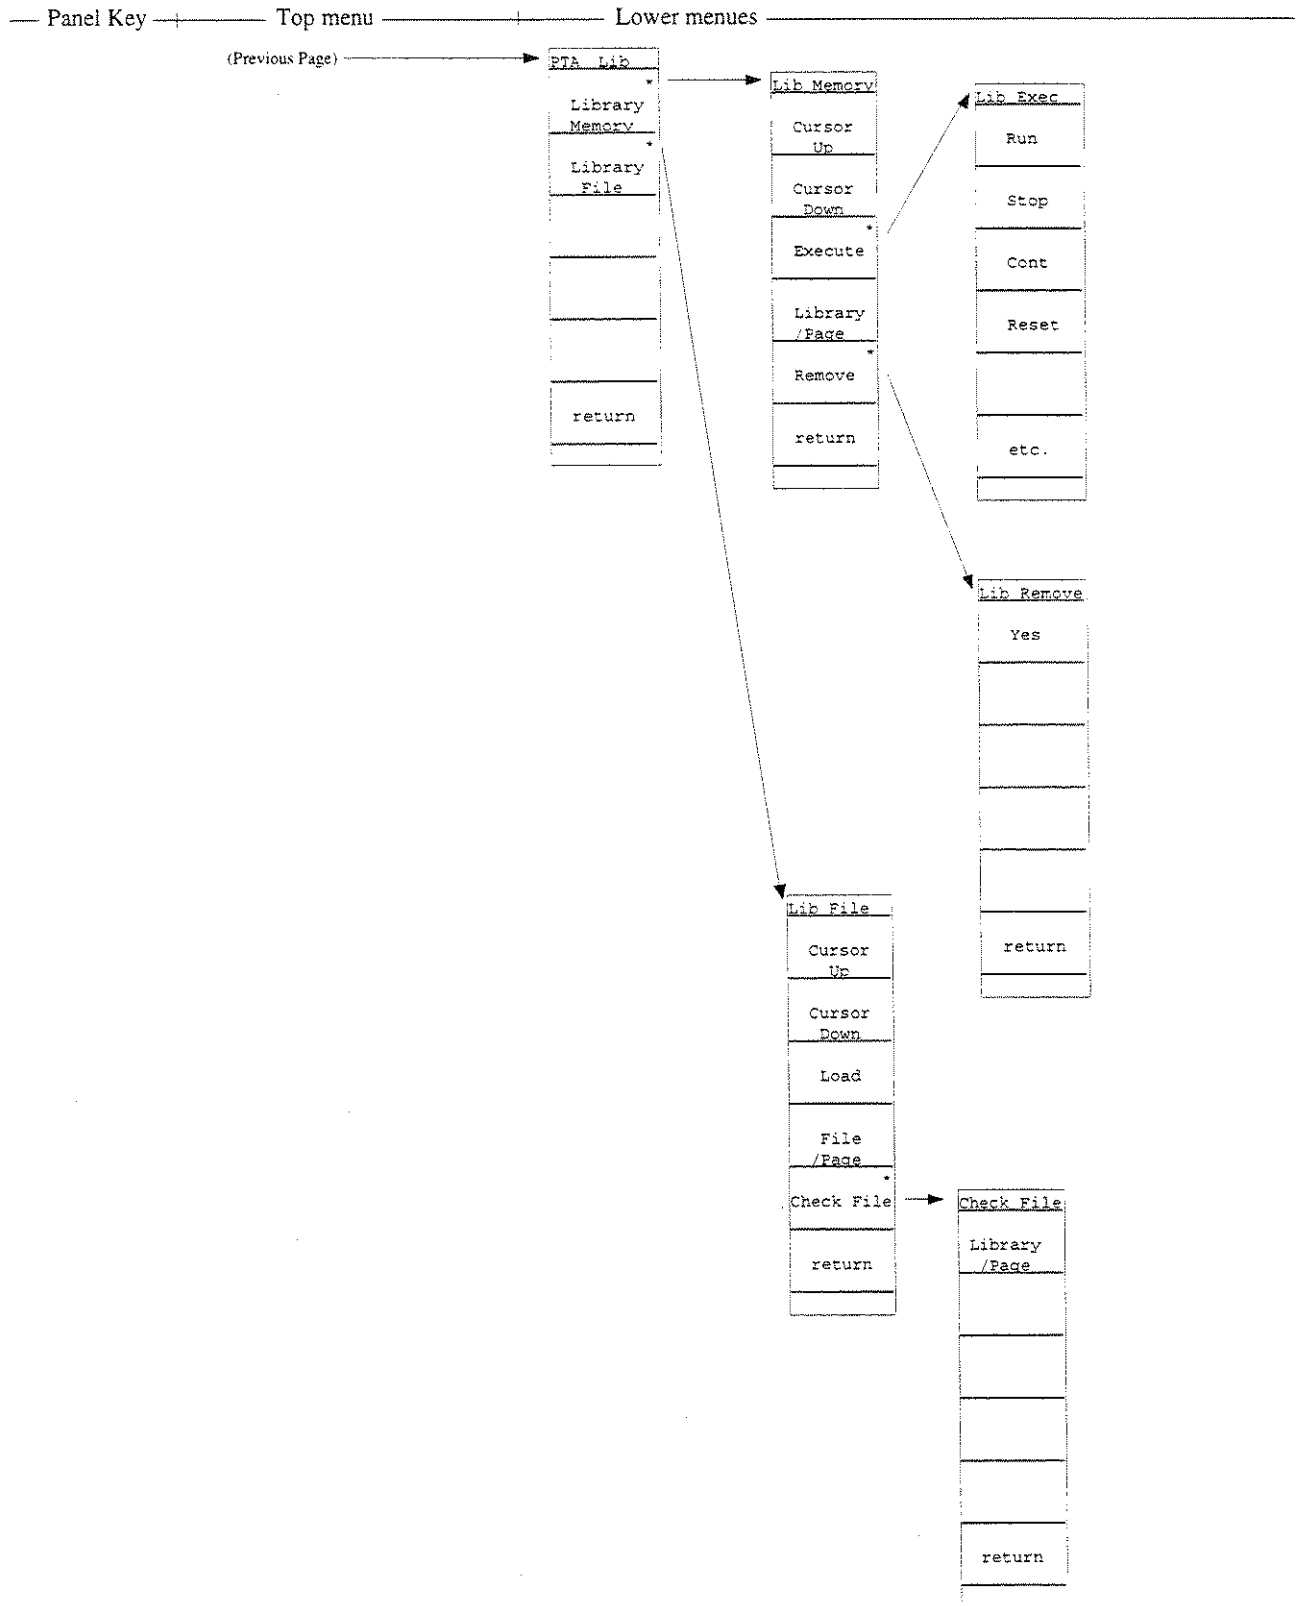 Panel Key
Top menu
Lower menues
(Previous Page)
PTA Lib
*
Library
Memory
*
Library
File
return
Lib Memory
Cursor
Up
Cursor
Down
*
Execute
Library
/Page
*
Remove
return
Lib Exec
Run
Stop
Cont
Reset
etc.
Lib Remove
Yes
return
Lib File
Cursor
Up
Cursor
Down
Load
File
/Page
*
Check File
return
Check File
Library
/Page
return